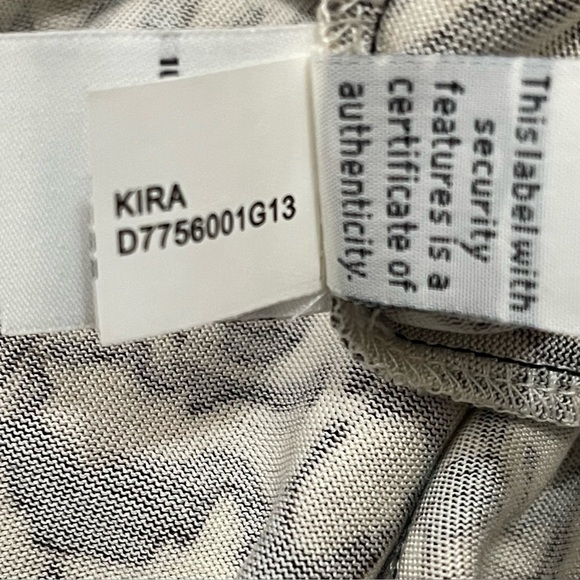 KIRA
D7756001G13
This label with
security
features is a
certificate of
authenticity.